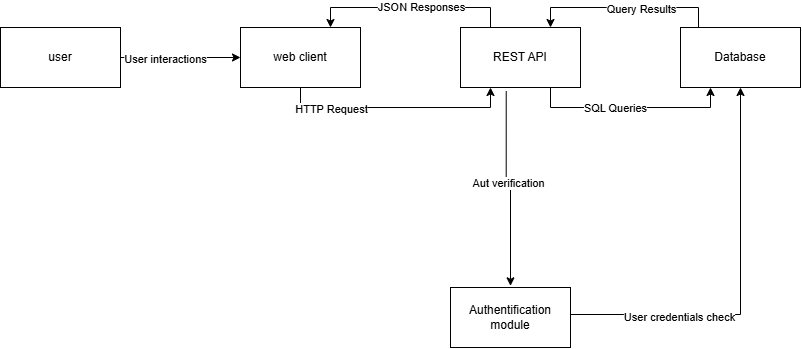 JSON Responses
Query Results
user
User interactions
web client
REST API
Database
HTTP Request
SQL Queries
Aut verification
Authentification
module
User credentials check